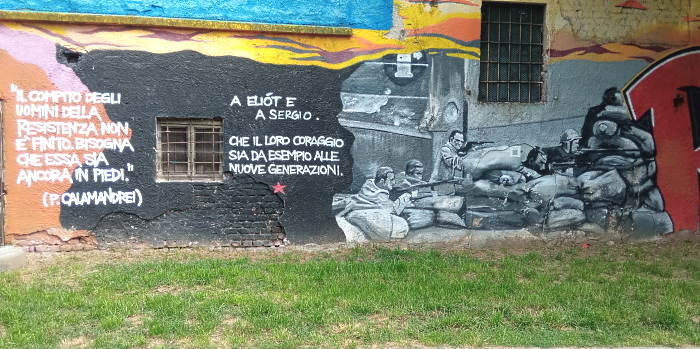 "IL COMPITO DEGLI
UOMINI DELLA
RESISTENZA NON
E' FINITO. BISOGNA
CHE ESSA SIA
ANCORA IN PIEDI."
(P. CALAMANDREI)
A ELIÓT E
A SERGIO.
CHE IL LORO CORAGGIO
SIA DA ESEMPIO ALLE
NUOVE GENERAZIONI.